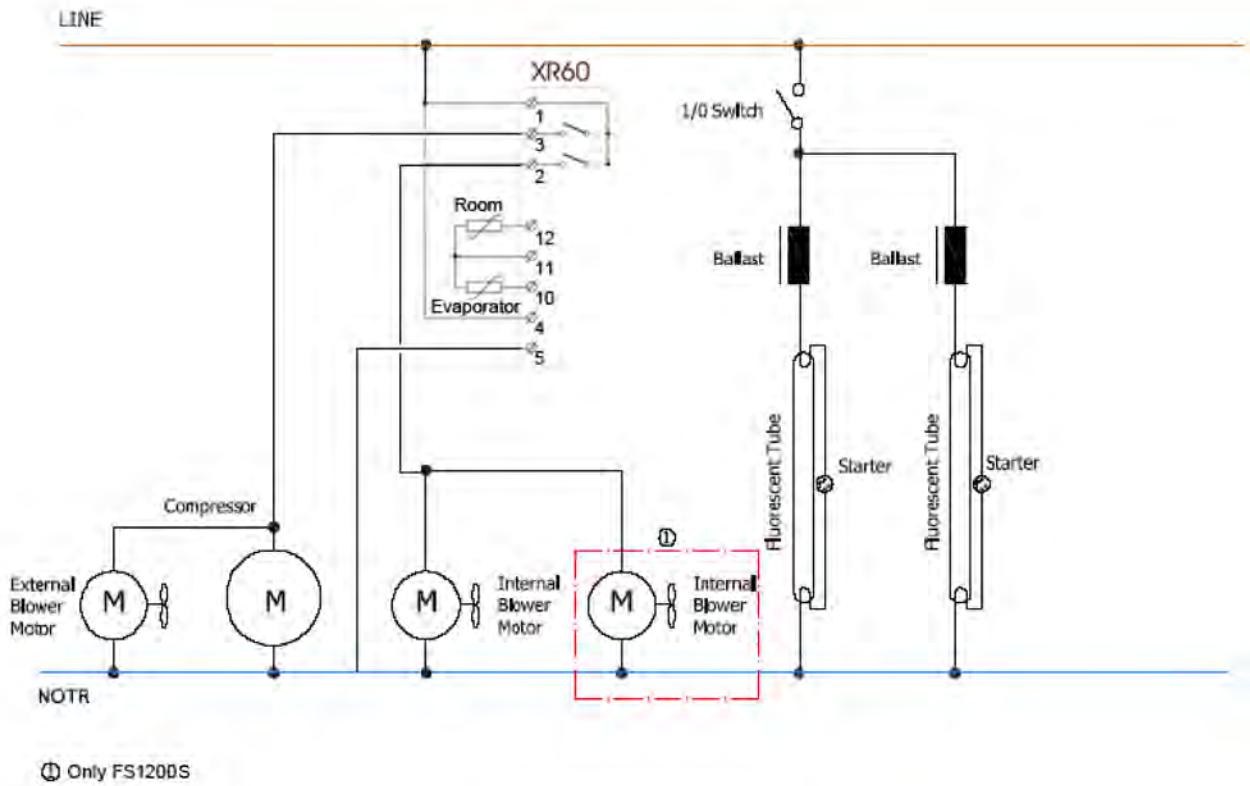 LINE
XR60
1
3
2
1/0 Switch
Room
12
11
10
Evaporator
4
5
Ballast
Ballast
Fluorescent Tube
Starter
Fluorescent Tube
Starter
Compressor
①
External
Blower
Motor
M
M
M
Internal
Blower
Motor
M
Internal
Blower
Motor
NOTR
① Only FS1200S